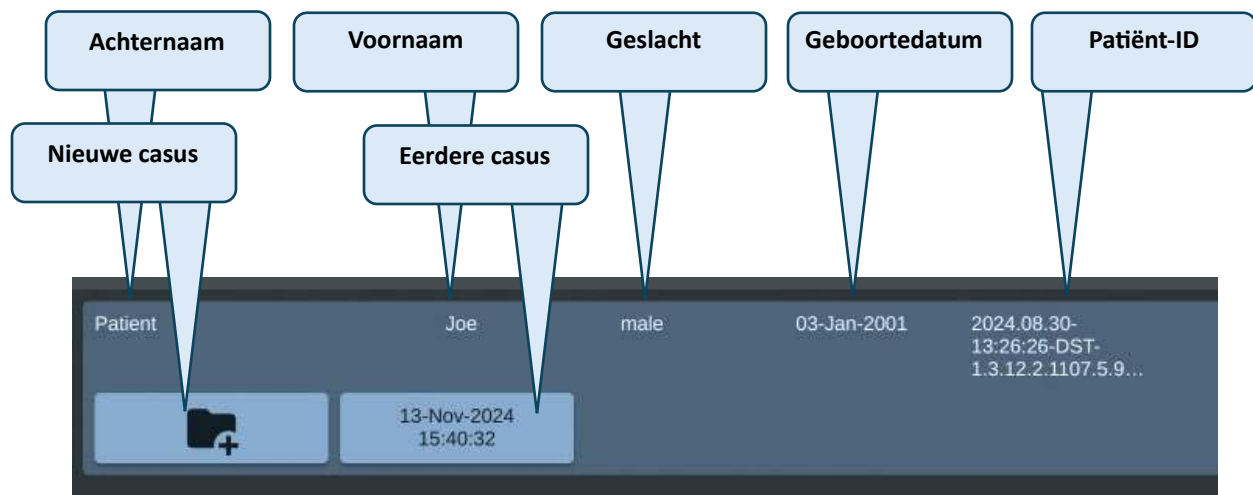 Achternaam
Voornaam
Geslacht
Geboortedatum
Patiënt-ID
Nieuwe casus
Eerdere casus
Patient
Joe
male
03-Jan-2001
2024.08.30-
13:26:26-DST-
1.3.12.2.1107.5.9...
13-Nov-2024
15:40:32